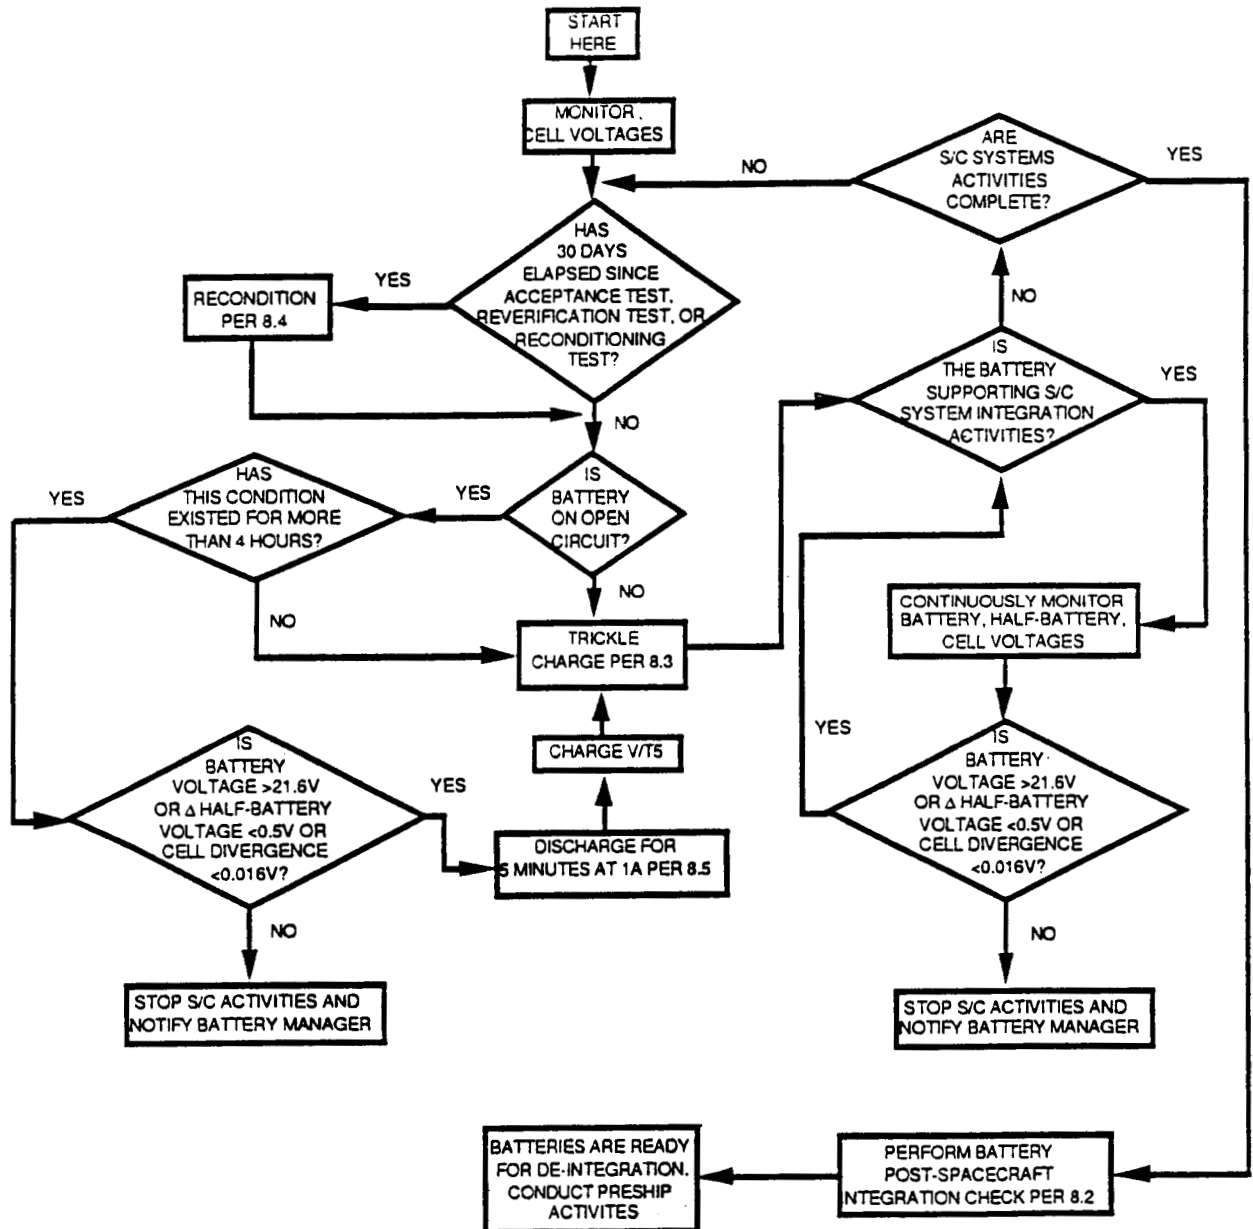 START
HERE
MONITOR
CELL VOLTAGES
HAS
30 DAYS
ELAPSED SINCE
ACCEPTANCE TEST,
REVERIFICATION TEST, OR
RECONDITIONING
TEST?
YES
RECONDITION
PER 8.4
NO
IS
BATTERY
ON OPEN
CIRCUIT?
YES
HAS
THIS CONDITION
EXISTED FOR MORE
THAN 4 HOURS?
YES
NO
NO
TRICKLE
CHARGE PER 8.3
CHARGE V/T5
DISCHARGE FOR
5 MINUTES AT 1A PER 8.5
IS
BATTERY
VOLTAGE >21.6V
OR Δ HALF-BATTERY
VOLTAGE <0.5V OR
CELL DIVERGENCE
<0.016V?
YES
NO
STOP S/C ACTIVITIES AND
NOTIFY BATTERY MANAGER
ARE
S/C SYSTEMS
ACTIVITIES
COMPLETE?
NO
YES
NO
IS
THE BATTERY
SUPPORTING S/C
SYSTEM INTEGRATION
ACTIVITIES?
YES
CONTINUOUSLY MONITOR
BATTERY, HALF-BATTERY,
CELL VOLTAGES
YES
IS
BATTERY
VOLTAGE >21.6V
OR Δ HALF-BATTERY
VOLTAGE <0.5V OR
CELL DIVERGENCE
<0.016V?
NO
STOP S/C ACTIVITIES AND
NOTIFY BATTERY MANAGER
BATTERIES ARE READY
FOR DE-INTEGRATION.
CONDUCT PRESHIP
ACTIVITES
PERFORM BATTERY
POST-SPACECRAFT
INTEGRATION CHECK PER 8.2